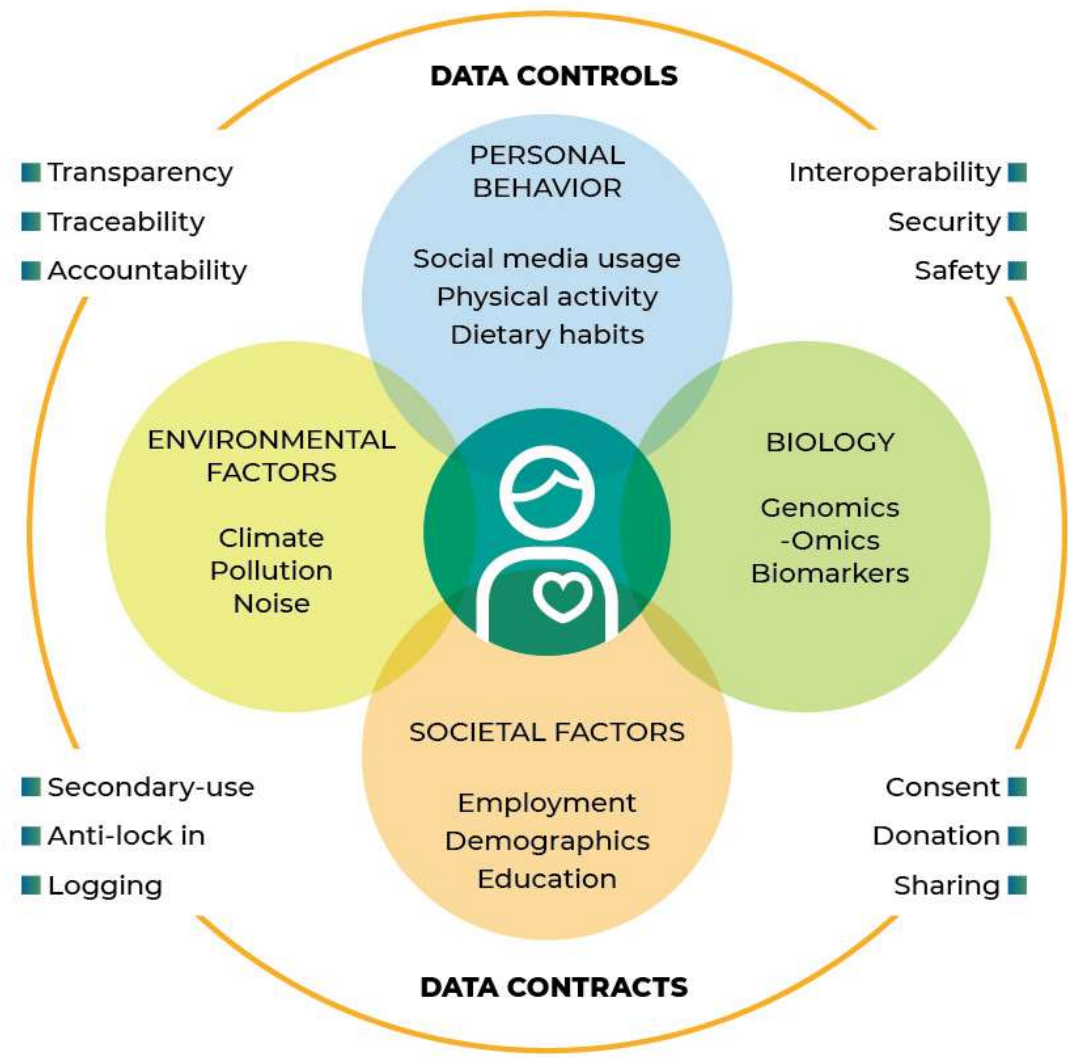 DATA CONTROLS
Transparency
Traceability
Accountability
Interoperability
Security
Safety
PERSONAL
BEHAVIOR
Social media usage
Physical activity
Dietary habits
ENVIRONMENTAL
FACTORS
Climate
Pollution
Noise
BIOLOGY
Genomics
-Omics
Biomarkers
SOCIETAL FACTORS
Employment
Demographics
Education
Secondary-use
Anti-lock in
Logging
Consent
Donation
Sharing
DATA CONTRACTS